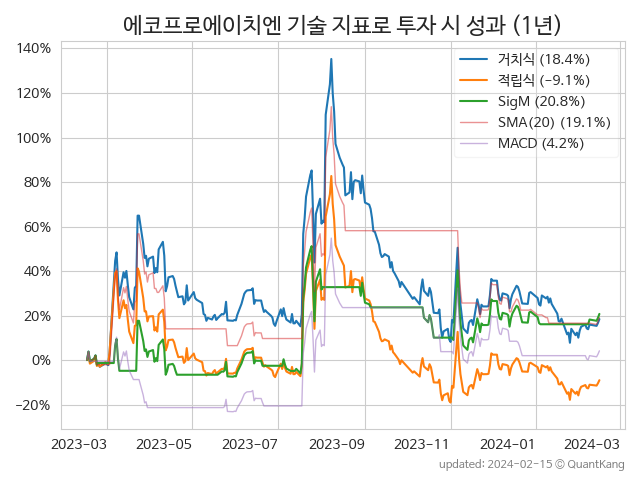 에코프로에이치엔 기술 지표로 투자 시 성과 (1년)
140%
120%
100%
80%
60%
40%
20%
0%
−20%
거치식 (18.4%)
적립식 (−9.1%)
SigM (20.8%)
SMA(20) (19.1%)
MACD (4.2%)
2023-03
2023-05
2023-07
2023-09
2023-11
2024-01
2024-03
updated: 2024-02-15 © QuantKang